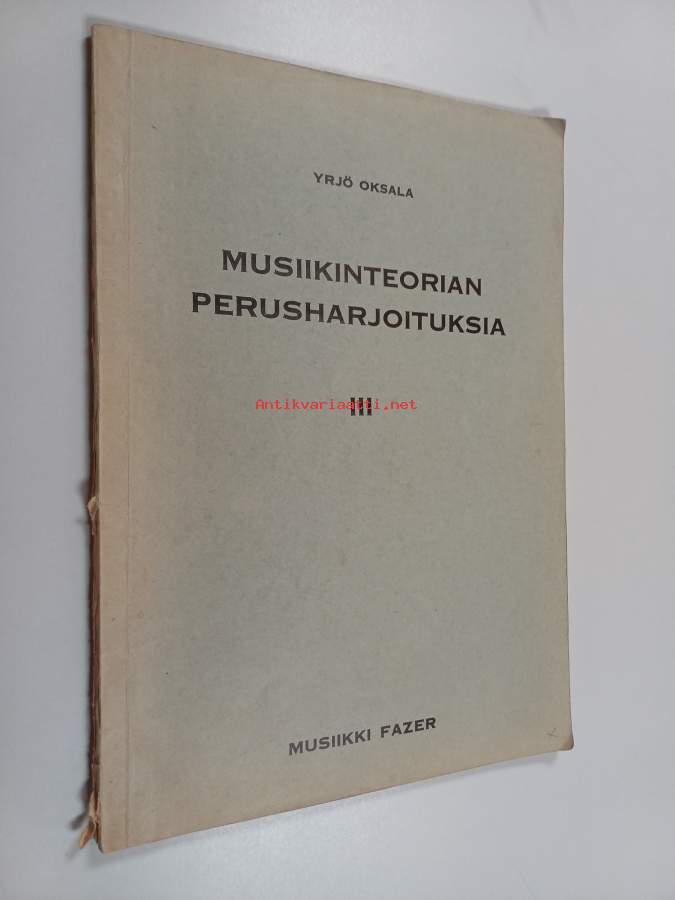 YRJÖ OKSALA
MUSIIKINTEORIAN
PERUSHARJOITUKSIA
III
Antikvariaatti.net
MUSIIKKI FAZER